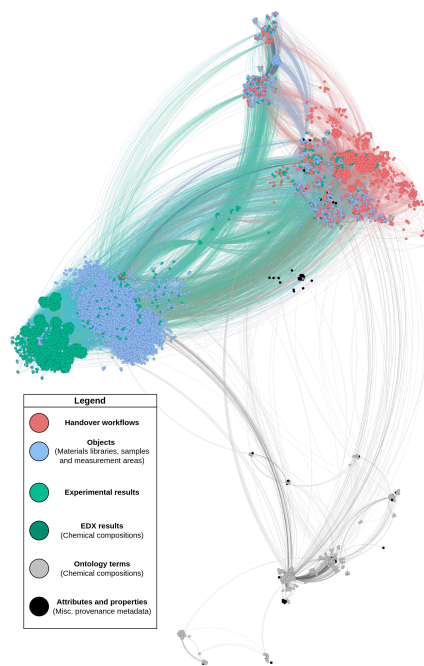 Legend
Handover workflows
Objects
(Materials libraries, samples
and measurement areas)
Experimental results
EDX results
(Chemical compositions)
Ontology terms
(Chemical compositions)
Attributes and properties
(Misc. provenance metadata)